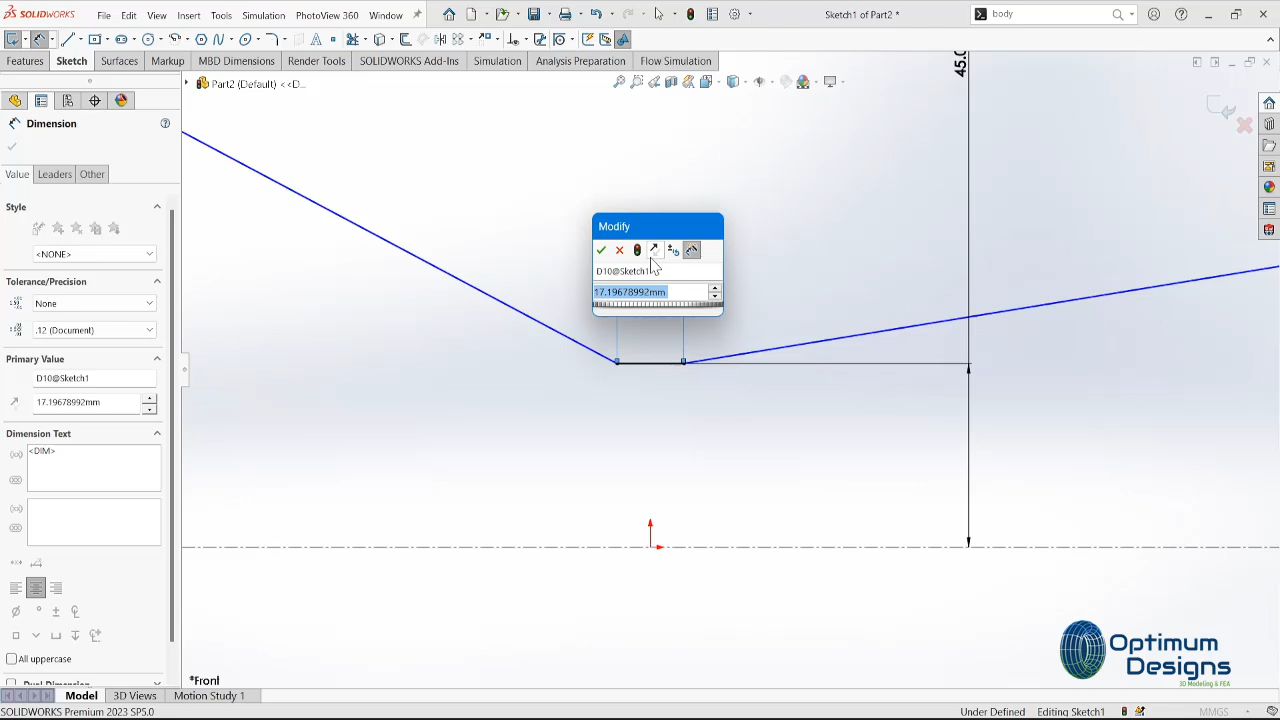 SOLIDWORKS
File
Edit
View
Insert
Tools
Simulation
PhotoView 360
Window
Sketch1 of Part2 *
body
Features
Sketch
Surfaces
Markup
MBD Dimensions
Render Tools
SOLIDWORKS Add-Ins
Simulation
Analysis Preparation
Flow Simulation
Part2 (Default) <<D...
Dimension
Value
Leaders
Other
Style
<NONE>
Tolerance/Precision
None
.12 (Document)
Primary Value
D10@Sketch1
17.19678992mm
Dimension Text
<DIM>
All uppercase
Dual Dimension
Modify
D10@Sketch1
17.19678992mm
45.0
*Front
Optimum
Designs
3D Modeling & FEA
Model
3D Views
Motion Study 1
SOLIDWORKS Premium 2023 SP5.0
Under Defined
Editing Sketch1
MMGS